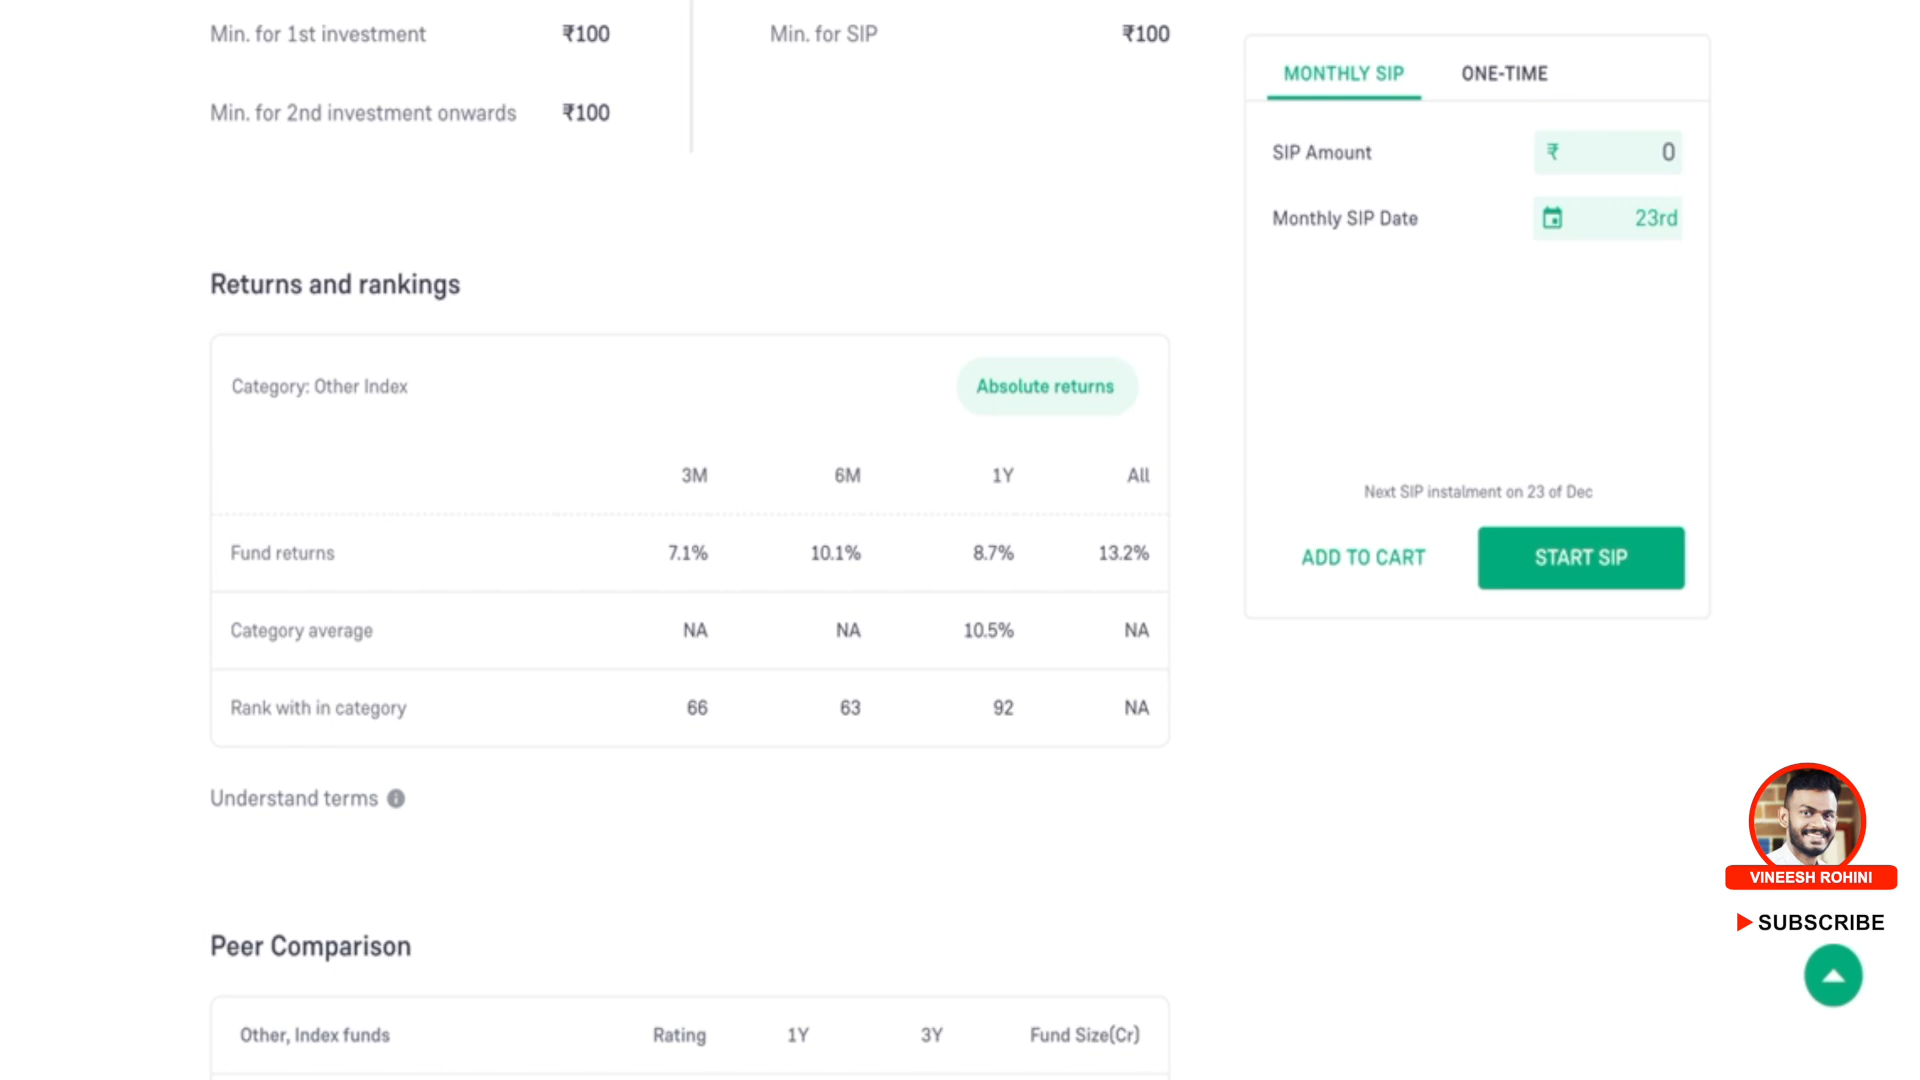 Min. for 1st investment ₹100 Min. for SIP ₹100
Min. for 2nd investment onwards ₹100
MONTHLY SIP ONE-TIME
SIP Amount ₹ 0
Monthly SIP Date 23rd
Next SIP instalment on 23 of Dec
ADD TO CART START SIP
Returns and rankings
Category: Other Index Absolute returns
3M 6M 1Y All
Fund returns 7.1% 10.1% 8.7% 13.2%
Category average NA NA 10.5% NA
Rank with in category 66 63 92 NA
Understand terms
Peer Comparison
Other, Index funds Rating 1Y 3Y Fund Size(Cr)
VINEESH ROHINI
SUBSCRIBE